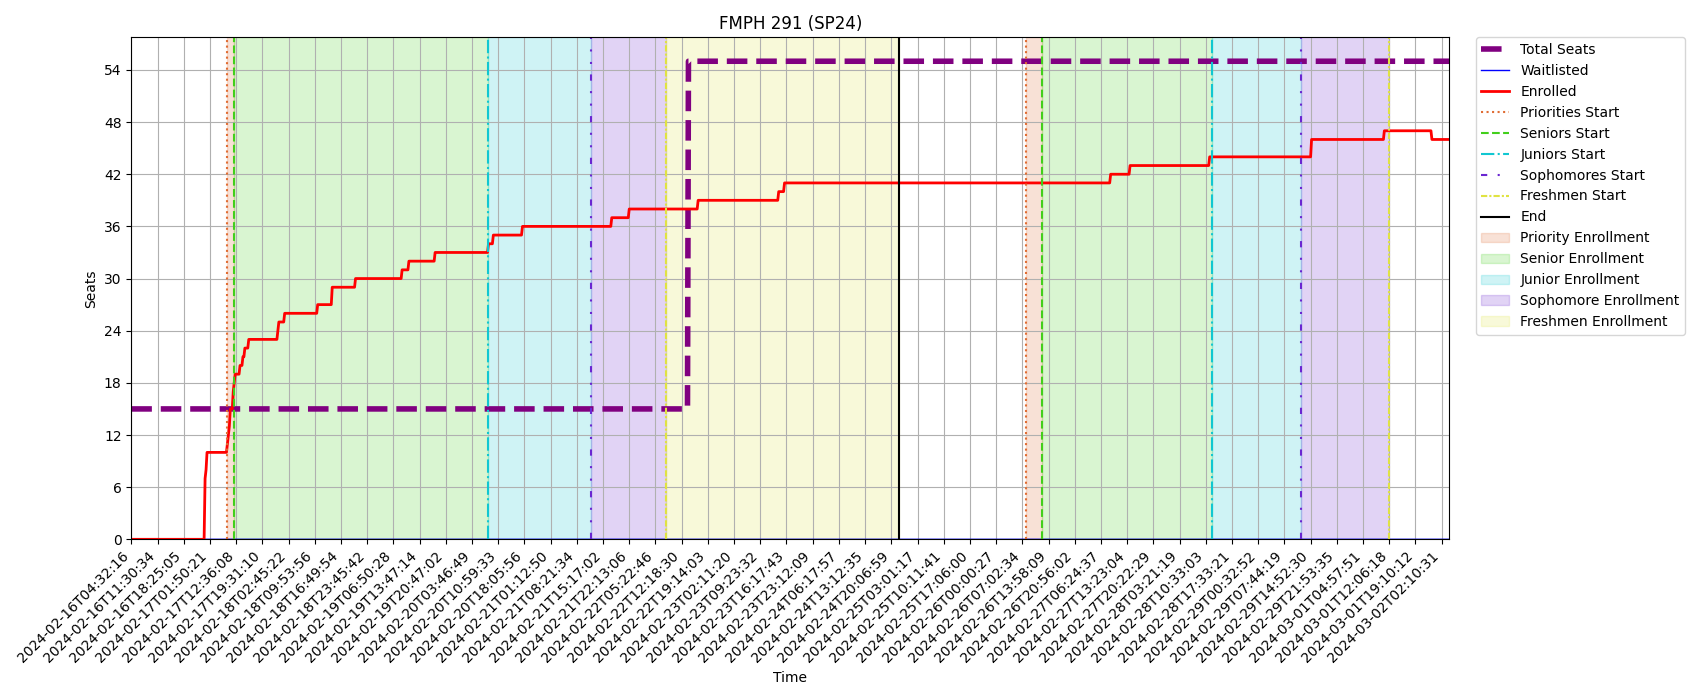 FMPH 291 (SP24)
54
48
42
36
30
24
18
12
6
0
Seats
2024-02-16T04:32:16
2024-02-16T11:30:34
2024-02-16T18:25:05
2024-02-17T01:50:21
2024-02-17T12:36:08
2024-02-17T19:31:10
2024-02-18T02:45:22
2024-02-18T09:53:56
2024-02-18T16:49:54
2024-02-18T23:45:42
2024-02-19T06:50:28
2024-02-19T13:47:14
2024-02-19T20:47:02
2024-02-20T03:46:49
2024-02-20T10:59:33
2024-02-20T18:05:56
2024-02-21T01:12:50
2024-02-21T08:21:34
2024-02-21T15:17:02
2024-02-21T22:13:06
2024-02-22T05:22:46
2024-02-22T12:18:30
2024-02-22T19:14:03
2024-02-23T02:11:20
2024-02-23T09:23:32
2024-02-23T16:17:43
2024-02-23T23:12:09
2024-02-24T06:17:57
2024-02-24T13:12:35
2024-02-24T20:06:59
2024-02-25T03:01:17
2024-02-25T10:11:41
2024-02-25T17:06:00
2024-02-26T00:00:27
2024-02-26T07:02:34
2024-02-26T13:58:09
2024-02-26T20:56:02
2024-02-27T06:24:37
2024-02-27T13:23:04
2024-02-27T20:22:29
2024-02-28T03:21:19
2024-02-28T10:33:03
2024-02-28T17:33:21
2024-02-29T00:32:52
2024-02-29T07:44:19
2024-02-29T14:52:30
2024-02-29T21:53:35
2024-03-01T04:57:51
2024-03-01T12:06:18
2024-03-01T19:10:12
2024-03-02T02:10:31
Time
Total Seats
Waitlisted
Enrolled
Priorities Start
Seniors Start
Juniors Start
Sophomores Start
Freshmen Start
End
Priority Enrollment
Senior Enrollment
Junior Enrollment
Sophomore Enrollment
Freshmen Enrollment